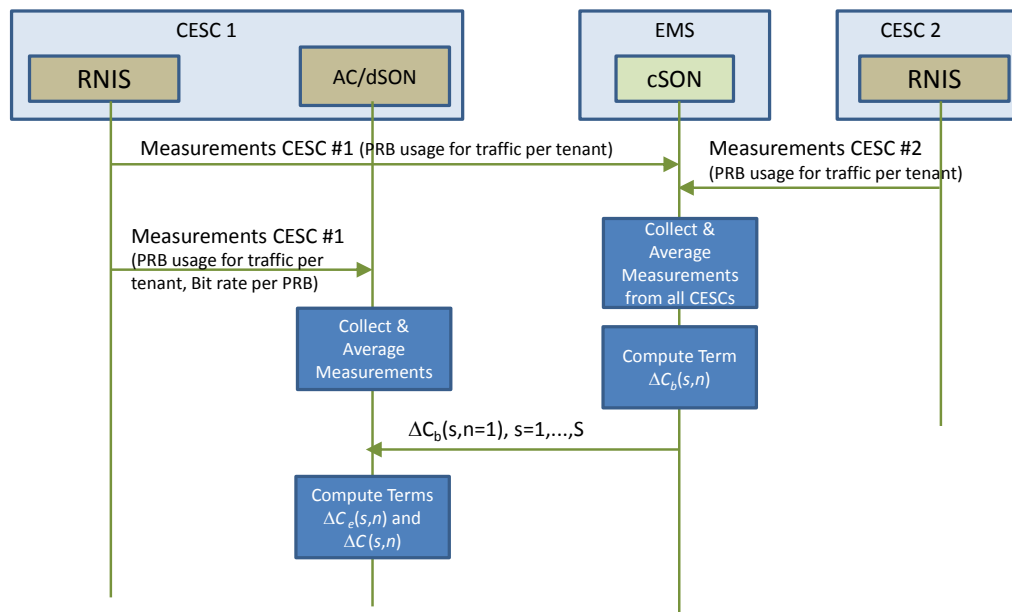 CESC 1
EMS
CESC 2
RNIS
AC/dSON
cSON
RNIS
Measurements CESC #1 (PRB usage for traffic per tenant)
Measurements CESC #2
(PRB usage for traffic per tenant)
Measurements CESC #1
(PRB usage for traffic per
tenant, Bit rate per PRB)
Collect &
Average
Measurements
from all CESCs
Collect &
Average
Measurements
Compute Term
ΔC_b(s,n)
ΔC_b(s,n=1), s=1,...,S
Compute Terms
ΔC_e(s,n) and
ΔC(s,n)